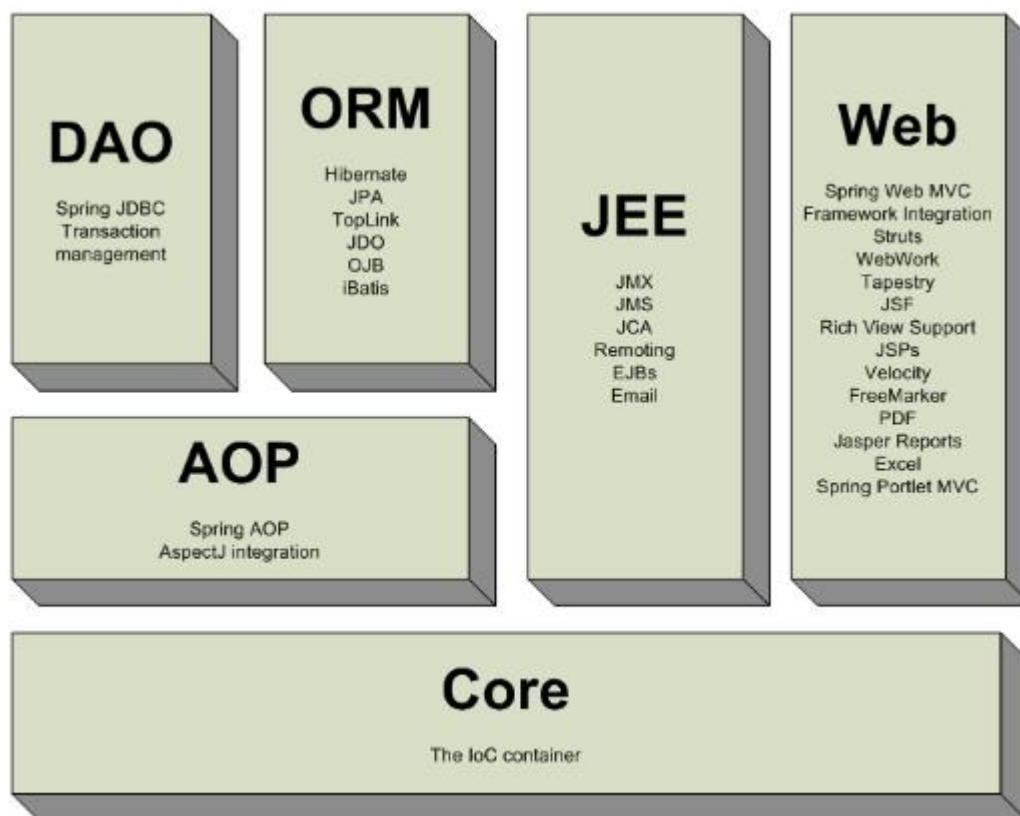 DAO
Spring JDBC
Transaction
management
ORM
Hibernate
JPA
TopLink
JDO
OJB
iBatis
JEE
JMX
JMS
JCA
Remoting
EJBs
Email
Web
Spring Web MVC
Framework Integration
Struts
WebWork
Tapestry
JSF
Rich View Support
JSPs
Velocity
FreeMarker
PDF
Jasper Reports
Excel
Spring Portlet MVC
AOP
Spring AOP
AspectJ integration
Core
The IoC container